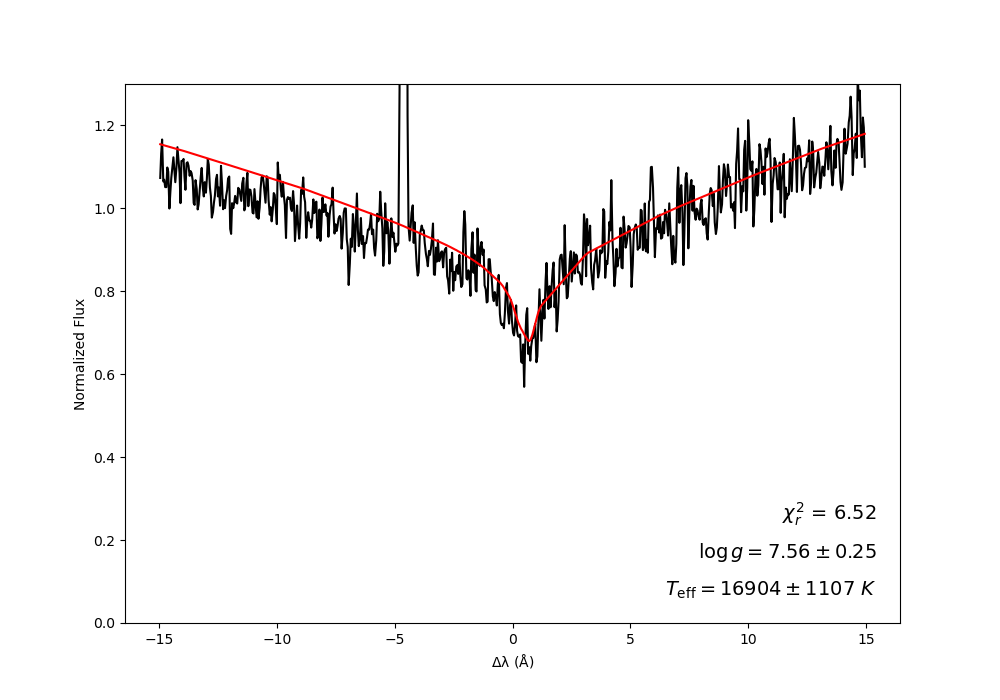 1.2
1.0
0.8
0.6
0.4
0.2
0.0
Normalized Flux
χ²ᵣ = 6.52
log g = 7.56 ± 0.25
T_eff = 16904 ± 1107 K
−15 −10 −5 0 5 10 15
Δλ (Å)